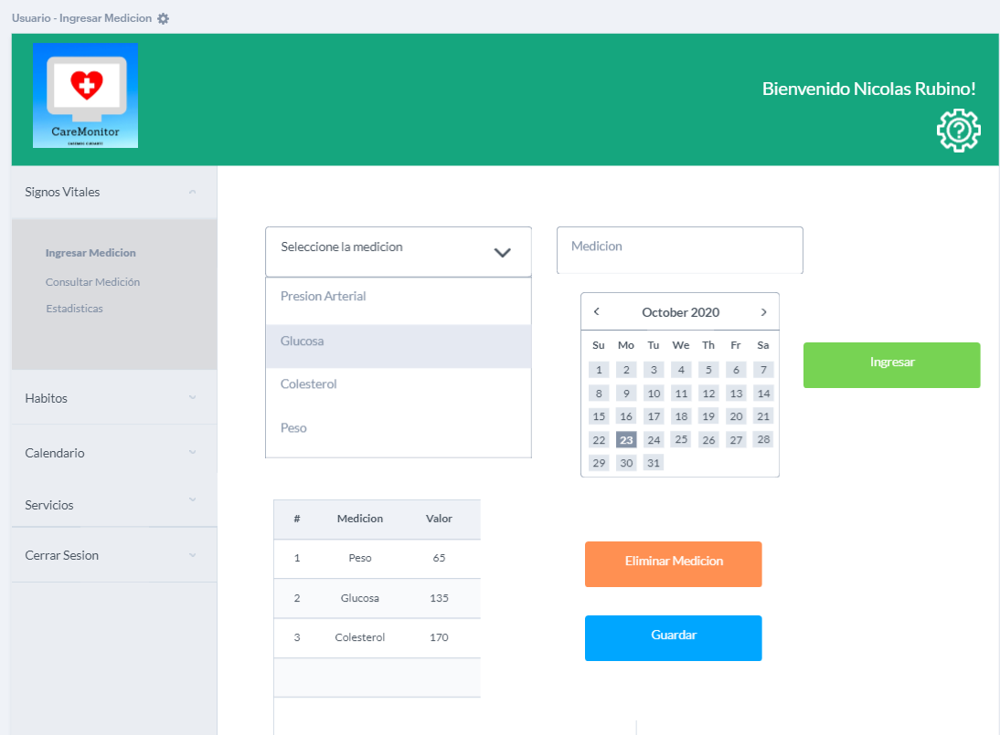 Usuario - Ingresar Medicion
CareMonitor
Bienvenido Nicolas Rubino!
Signos Vitales
Ingresar Medicion
Consultar Medición
Estadisticas
Habitos
Calendario
Servicios
Cerrar Sesion
Seleccione la medicion
Presion Arterial
Glucosa
Colesterol
Peso
Medicion
October 2020
Su Mo Tu We Th Fr Sa
1 2 3 4 5 6 7
8 9 10 11 12 13 14
15 16 17 18 19 20 21
22 23 24 25 26 27 28
29 30 31
Ingresar
# Medicion Valor
1 Peso 65
2 Glucosa 135
3 Colesterol 170
Eliminar Medicion
Guardar